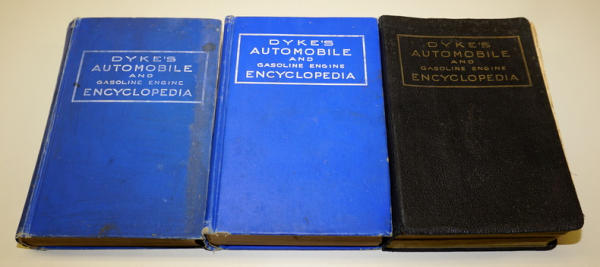 DYKE'S
AUTOMOBILE
AND
GASOLINE ENGINE
ENCYCLOPEDIA
DYKE'S
AUTOMOBILE
AND
GASOLINE ENGINE
ENCYCLOPEDIA
DYKE'S
AUTOMOBILE
AND
GASOLINE ENGINE
ENCYCLOPEDIA